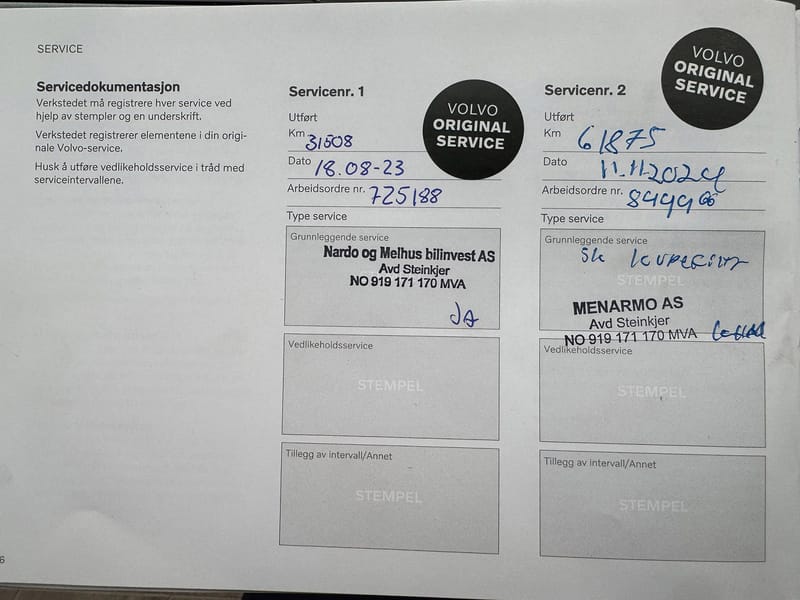 SERVICE
Servicedokumentasjon
Verkstedet må registrere hver service ved
hjelp av stempler og en underskrift.
Verkstedet registrerer elementene i din origi-
nale Volvo-service.
Husk å utføre vedlikeholdsservice i tråd med
serviceintervallene.
Servicenr. 1
VOLVO
ORIGINAL
SERVICE
Utført
Km 31508
Dato 18.08-23
Arbeidsordre nr. 725188
Type service
Grunnleggende service
Nardo og Melhus bilinvest AS
Avd Steinkjer
NO 919 171 170 MVA
JA
Vedlikeholdsservice
STEMPEL
Tillegg av intervall/Annet
STEMPEL
Servicenr. 2
VOLVO
ORIGINAL
SERVICE
Utført
Km 61875
Dato 11.11.2024
Arbeidsordre nr. 849966
Type service
Grunnleggende service
STEMPEL
MENARMO AS
Avd Steinkjer
NO 919 171 170 MVA
Vedlikeholdsservice
STEMPEL
Tillegg av intervall/Annet
STEMPEL
6